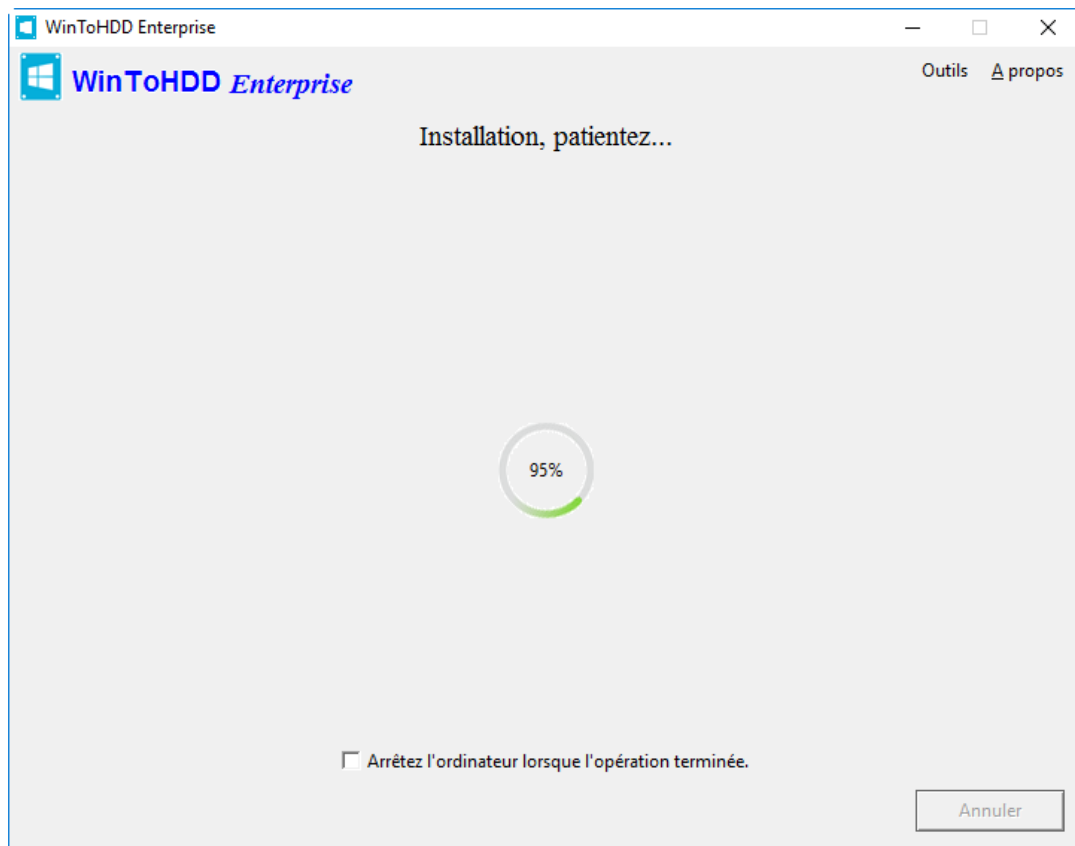 WinToHDD Enterprise
WinToHDD Enterprise
Outils A propos
Installation, patientez...
95%
Arrêtez l'ordinateur lorsque l'opération terminée.
Annuler